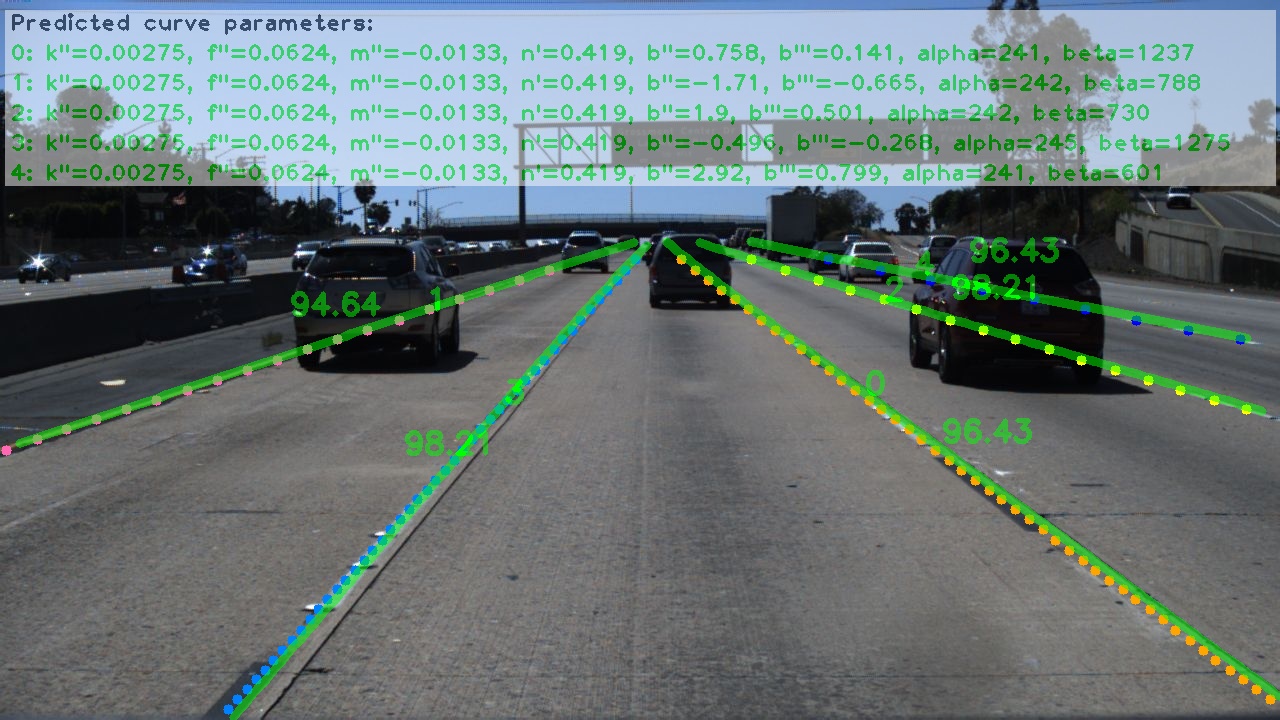 Predicted curve parameters:
0: k''=0.00275, f''=0.0624, m''=−0.0133, n'=0.419, b''=0.758, b'''=0.141, alpha=241, beta=1237
1: k''=0.00275, f''=0.0624, m''=−0.0133, n'=0.419, b''=−1.71, b'''=−0.665, alpha=242, beta=788
2: k''=0.00275, f''=0.0624, m''=−0.0133, n'=0.419, b''=1.9, b'''=0.501, alpha=242, beta=730
3: k''=0.00275, f''=0.0624, m''=−0.0133, n'=0.419, b''=−0.496, b'''=−0.268, alpha=245, beta=1275
4: k''=0.00275, f''=0.0624, m''=−0.0133, n'=0.419, b''=2.92, b'''=0.799, alpha=241, beta=601
4 96.43
94.64 1 2 98.21
3 0
98.21 96.43